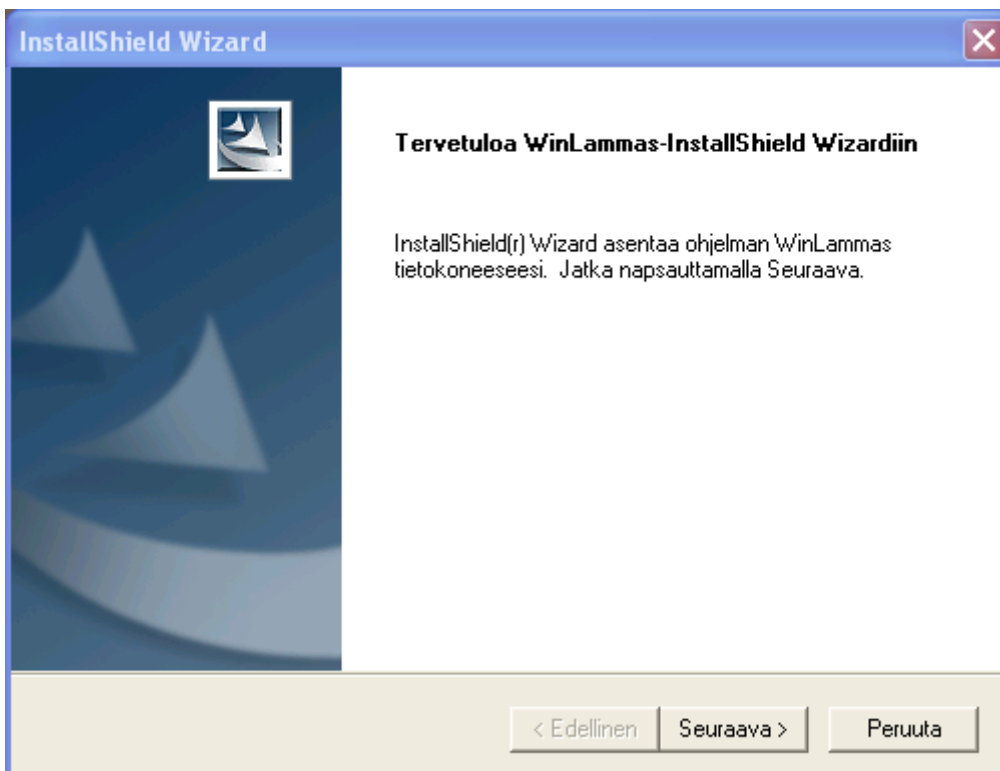 InstallShield Wizard
Tervetuloa WinLammas-InstallShield Wizardiin
InstallShield(r) Wizard asentaa ohjelman WinLammas
tietokoneeseesi. Jatka napsauttamalla Seuraava.
< Edellinen Seuraava > Peruuta